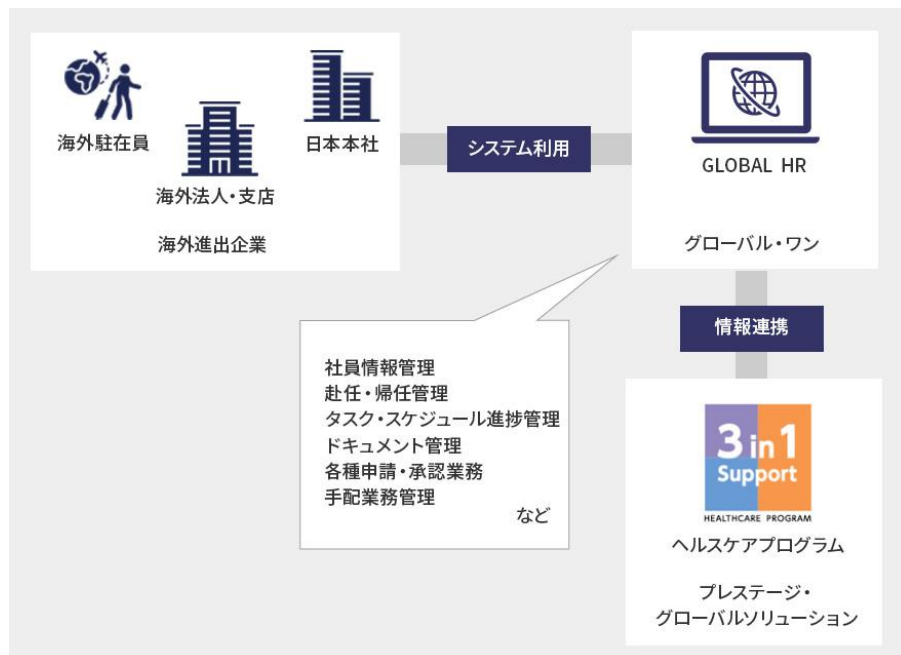 海外駐在員
海外法人・支店
日本本社
海外進出企業
システム利用
GLOBAL HR
グローバル・ワン
社員情報管理
赴任・帰任管理
タスク・スケジュール進捗管理
ドキュメント管理
各種申請・承認業務
手配業務管理
など
情報連携
3 in 1
Support
HEALTHCARE PROGRAM
ヘルスケアプログラム
プレステージ・
グローバルソリューション